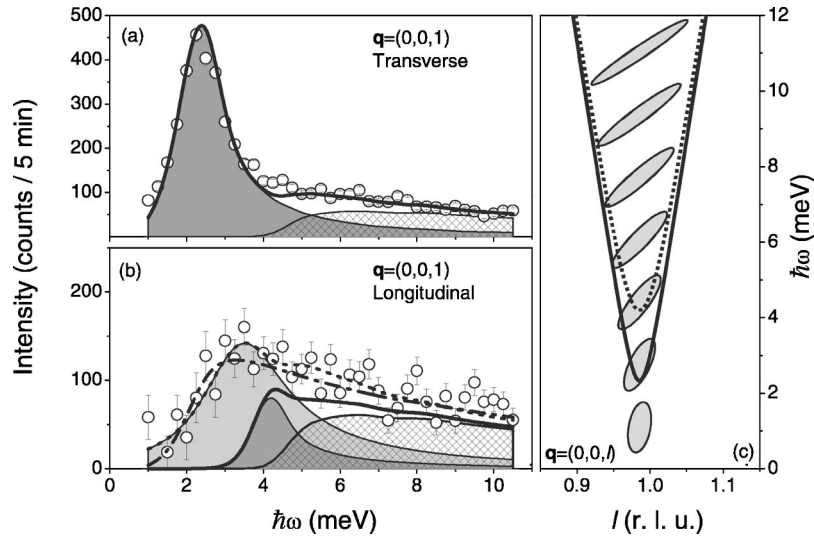 (a)
q=(0,0,1)
Transverse
500
400
300
200
100
(b)
q=(0,0,1)
Longitudinal
200
100
0
0 2 4 6 8 10
ħω (meV)
Intensity (counts / 5 min)
12
10
8
6
4
2
0
ħω (meV)
q=(0,0,l)
(c)
0.9 1.0 1.1
l (r. l. u.)